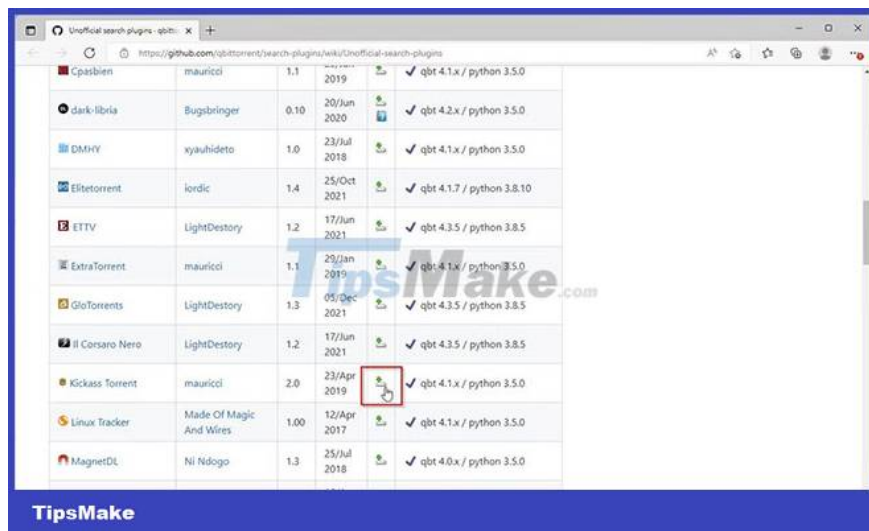 Unofficial search plugins · qbitto
https://github.com/qbittorrent/search-plugins/wiki/Unofficial-search-plugins
Cpasbien mauricci 1.1 2019 qbt 4.1.x / python 3.5.0
dark-libria Bugsbringer 0.10 20/Jun 2020 qbt 4.2.x / python 3.5.0
DMHY xyauhideto 1.0 23/Jul 2018 qbt 4.1.x / python 3.5.0
Elitetorrent iordic 1.4 25/Oct 2021 qbt 4.1.7 / python 3.8.10
ETTV LightDestory 1.2 17/Jun 2021 qbt 4.3.5 / python 3.8.5
ExtraTorrent mauricci 1.1 29/Jan 2019 qbt 4.1.x / python 3.5.0
TipsMake.com
GloTorrents LightDestory 1.3 05/Dec 2021 qbt 4.3.5 / python 3.8.5
Il Corsaro Nero LightDestory 1.2 17/Jun 2021 qbt 4.3.5 / python 3.8.5
Kickass Torrent mauricci 2.0 23/Apr 2019 qbt 4.1.x / python 3.5.0
Linux Tracker Made Of Magic And Wires 1.00 12/Apr 2017 qbt 4.1.x / python 3.5.0
MagnetDL Ni Ndogo 1.3 25/Jul 2018 qbt 4.0.x / python 3.5.0
TipsMake